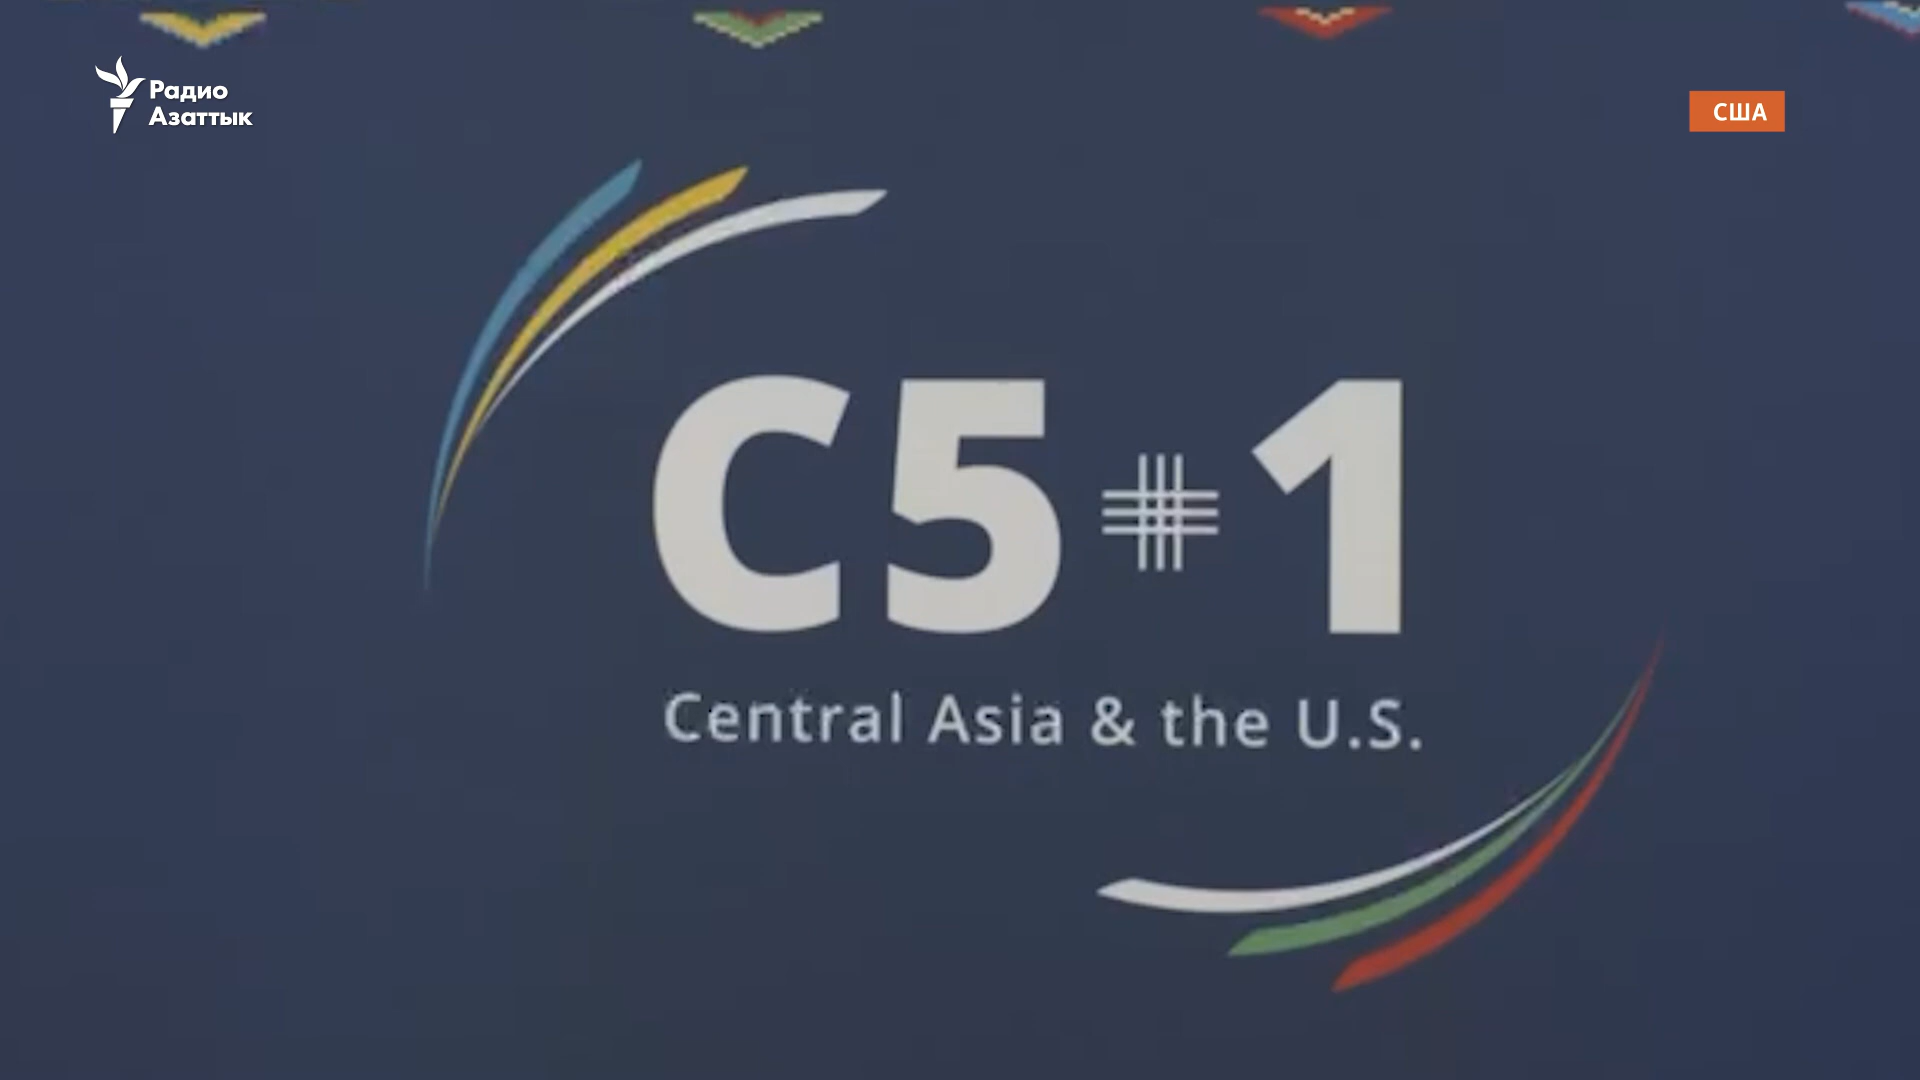 Радио
Азаттык
США
C5+1
Central Asia & the U.S.